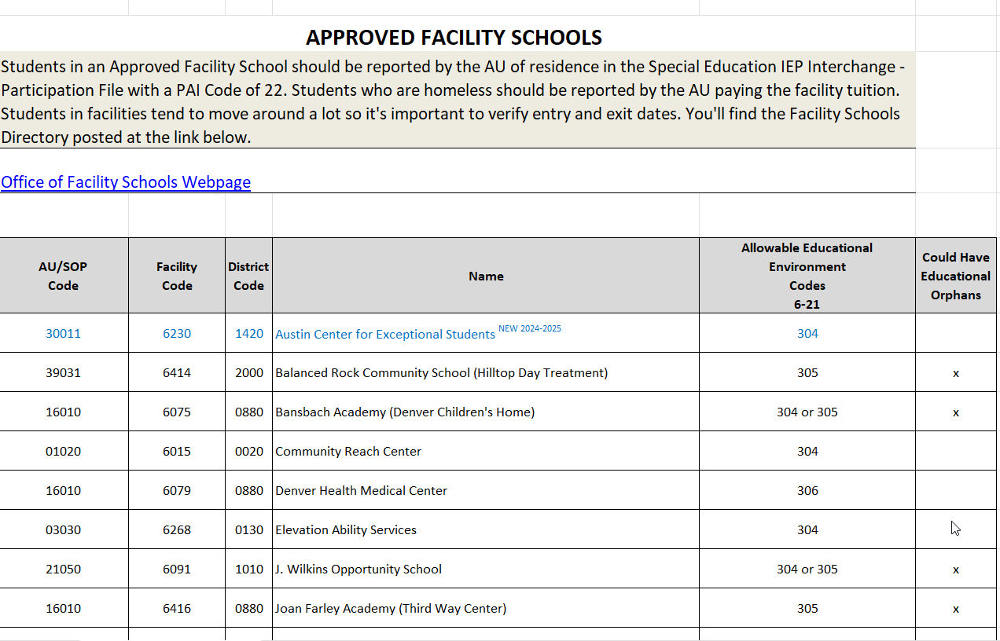 APPROVED FACILITY SCHOOLS
Students in an Approved Facility School should be reported by the AU of residence in the Special Education IEP Interchange -
Participation File with a PAI Code of 22. Students who are homeless should be reported by the AU paying the facility tuition.
Students in facilities tend to move around a lot so it's important to verify entry and exit dates. You'll find the Facility Schools
Directory posted at the link below.
Office of Facility Schools Webpage
AU/SOP Code Facility Code District Code Name Allowable Educational Environment Codes 6-21 Could Have Educational Orphans
30011 6230 1420 Austin Center for Exceptional Students NEW 2024-2025 304
39031 6414 2000 Balanced Rock Community School (Hilltop Day Treatment) 305 x
16010 6075 0880 Bansbach Academy (Denver Children's Home) 304 or 305 x
01020 6015 0020 Community Reach Center 304
16010 6079 0880 Denver Health Medical Center 306
03030 6268 0130 Elevation Ability Services 304
21050 6091 1010 J. Wilkins Opportunity School 304 or 305 x
16010 6416 0880 Joan Farley Academy (Third Way Center) 305 x